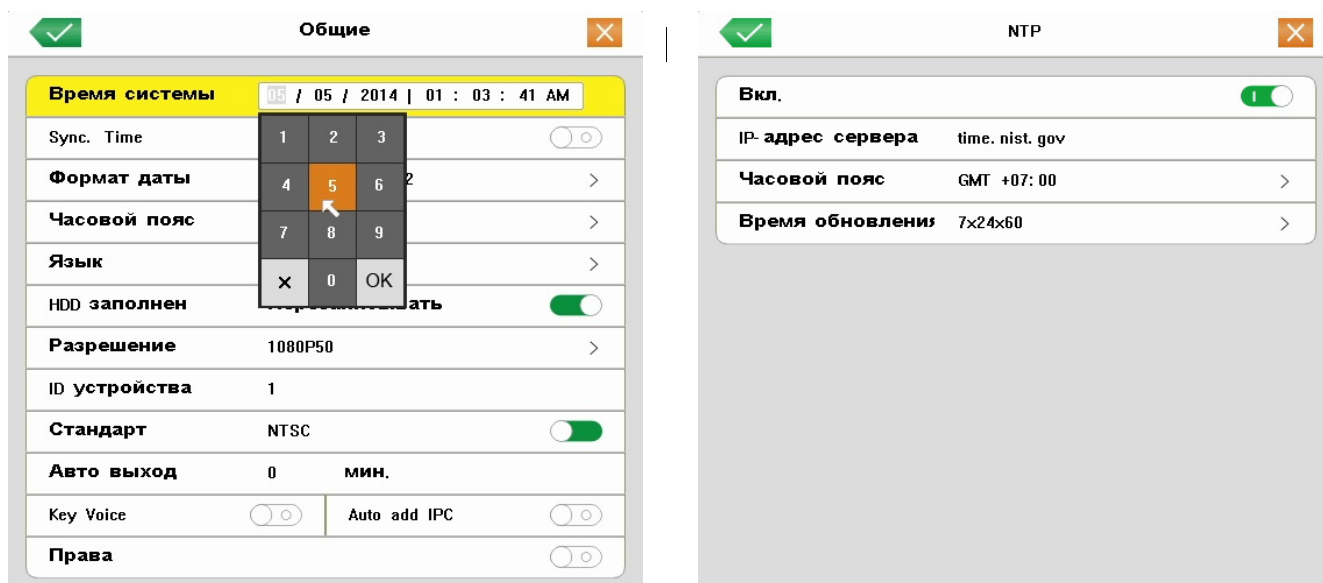 Общие
Время системы 05 / 05 / 2014 | 01 : 03 : 41 AM
Sync. Time
1 2 3
Формат даты 2 >
4 5 6
Часовой пояс >
7 8 9
Язык >
× 0 OK
HDD заполнен
Разрешение 1080P50 >
ID устройства 1
Стандарт NTSC
Авто выход 0 мин.
Key Voice Auto add IPC
Права
NTP
Вкл.
IP-адрес сервера time. nist. gov
Часовой пояс GMT +07:00 >
Время обновления 7x24x60 >